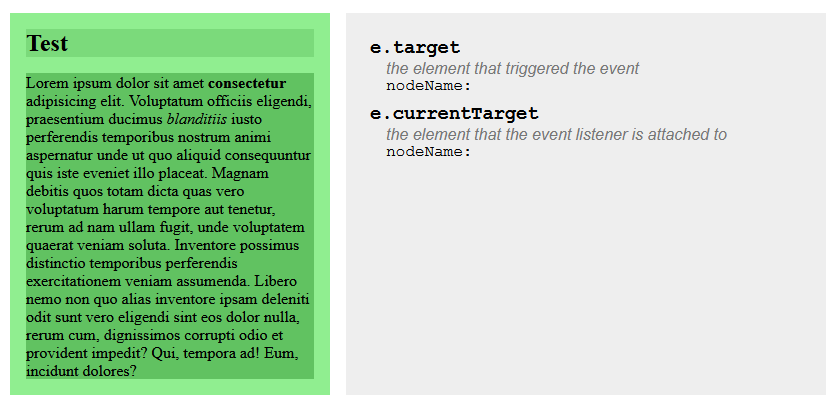 Test
Lorem ipsum dolor sit amet consectetur
adipisicing elit. Voluptatum officiis eligendi,
praesentium ducimus blanditiis iusto
perferendis temporibus nostrum animi
aspernatur unde ut quo aliquid consequuntur
quis iste eveniet illo placeat. Magnam
debitis quos totam dicta quas vero
voluptatum harum tempore aut tenetur,
rerum ad nam ullam fugit, unde voluptatem
quaerat veniam soluta. Inventore possimus
distinctio temporibus perferendis
exercitationem veniam assumenda. Libero
nemo non quo alias inventore ipsam deleniti
odit sunt vero eligendi sint eos dolor nulla,
rerum cum, dignissimos corrupti odio et
provident impedit? Qui, tempora ad! Eum,
incidunt dolores?
e.target
the element that triggered the event
nodeName:
e.currentTarget
the element that the event listener is attached to
nodeName: